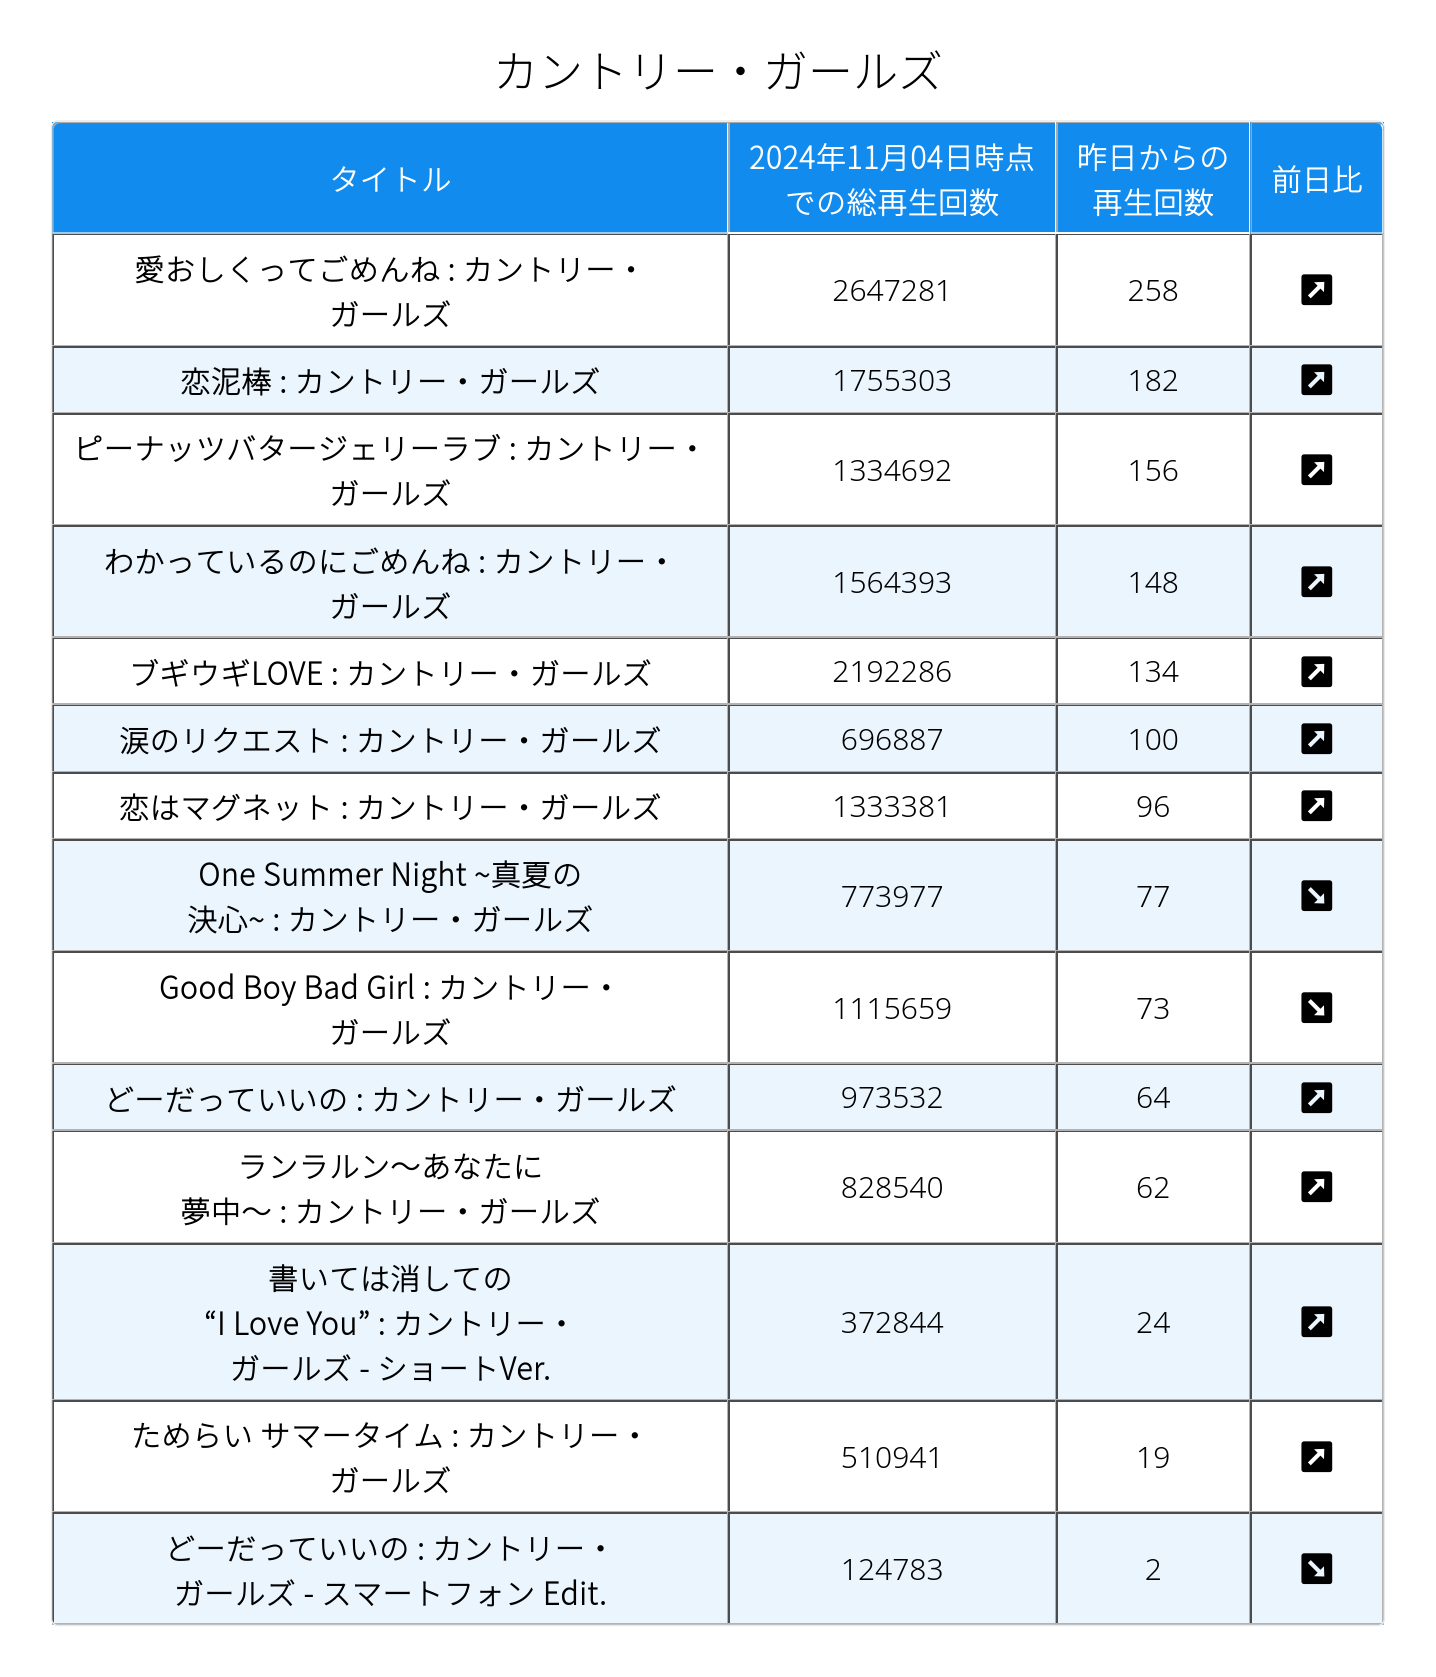 カントリー・ガールズ
タイトル
2024年11月04日時点
での総再生回数
昨日からの
再生回数
前日比
愛おしくってごめんね : カントリー・
ガールズ
2647281
258
恋泥棒 : カントリー・ガールズ
1755303
182
ピーナッツバタージェリーラブ : カントリー・
ガールズ
1334692
156
わかっているのにごめんね : カントリー・
ガールズ
1564393
148
ブギウギLOVE : カントリー・ガールズ
2192286
134
涙のリクエスト : カントリー・ガールズ
696887
100
恋はマグネット : カントリー・ガールズ
1333381
96
One Summer Night ~真夏の
決心~ : カントリー・ガールズ
773977
77
Good Boy Bad Girl : カントリー・
ガールズ
1115659
73
どーだっていいの : カントリー・ガールズ
973532
64
ランラルン〜あなたに
夢中〜 : カントリー・ガールズ
828540
62
書いては消しての
“I Love You” : カントリー・
ガールズ - ショートVer.
372844
24
ためらい サマータイム : カントリー・
ガールズ
510941
19
どーだっていいの : カントリー・
ガールズ - スマートフォン Edit.
124783
2